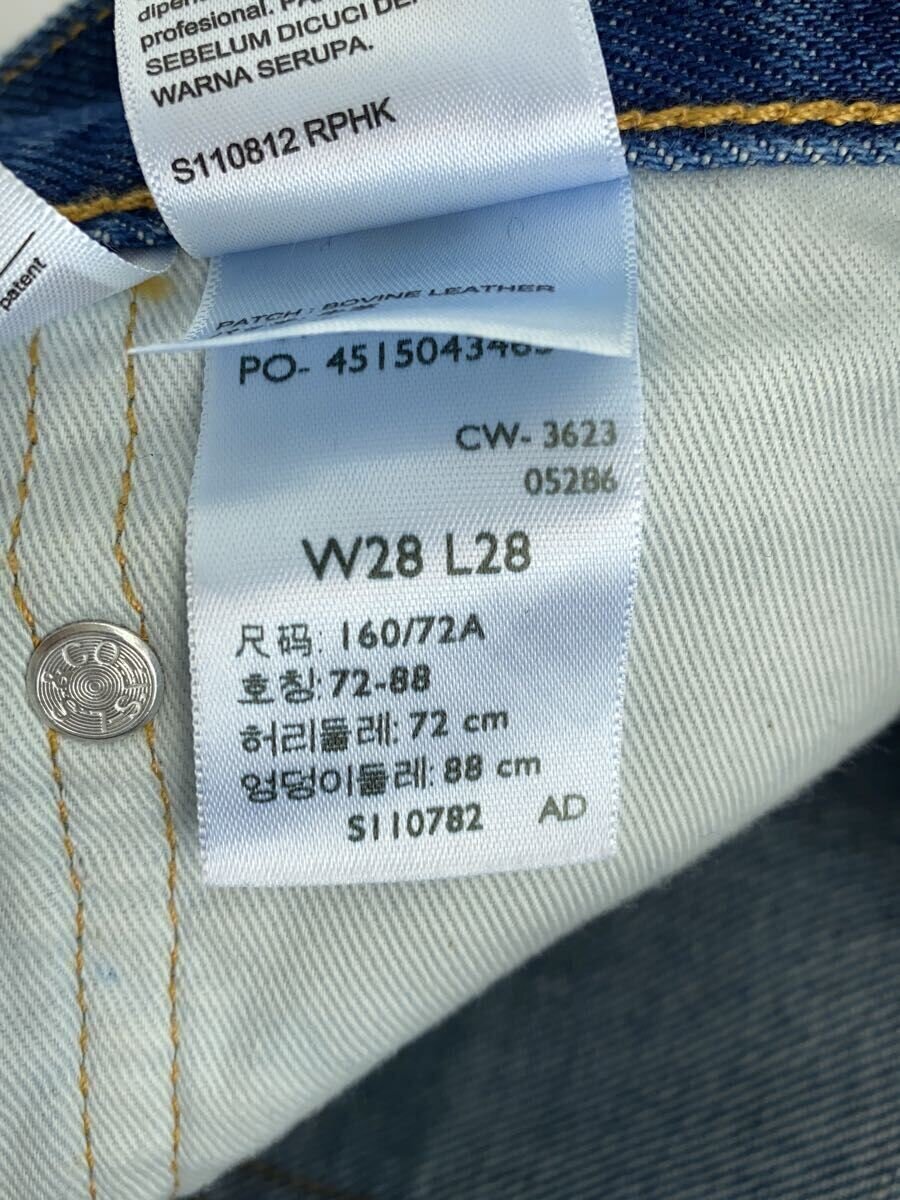 profesional.
SEBELUM DICUCI
WARNA SERUPA.
S110812 RPHK
patent
PATCH : BOVINE LEATHER
PO-
CW- 3623
05286
W28 L28
尺码: 160/72A
호칭: 72-88
허리둘레: 72 cm
엉덩이둘레: 88 cm
S110782 AD